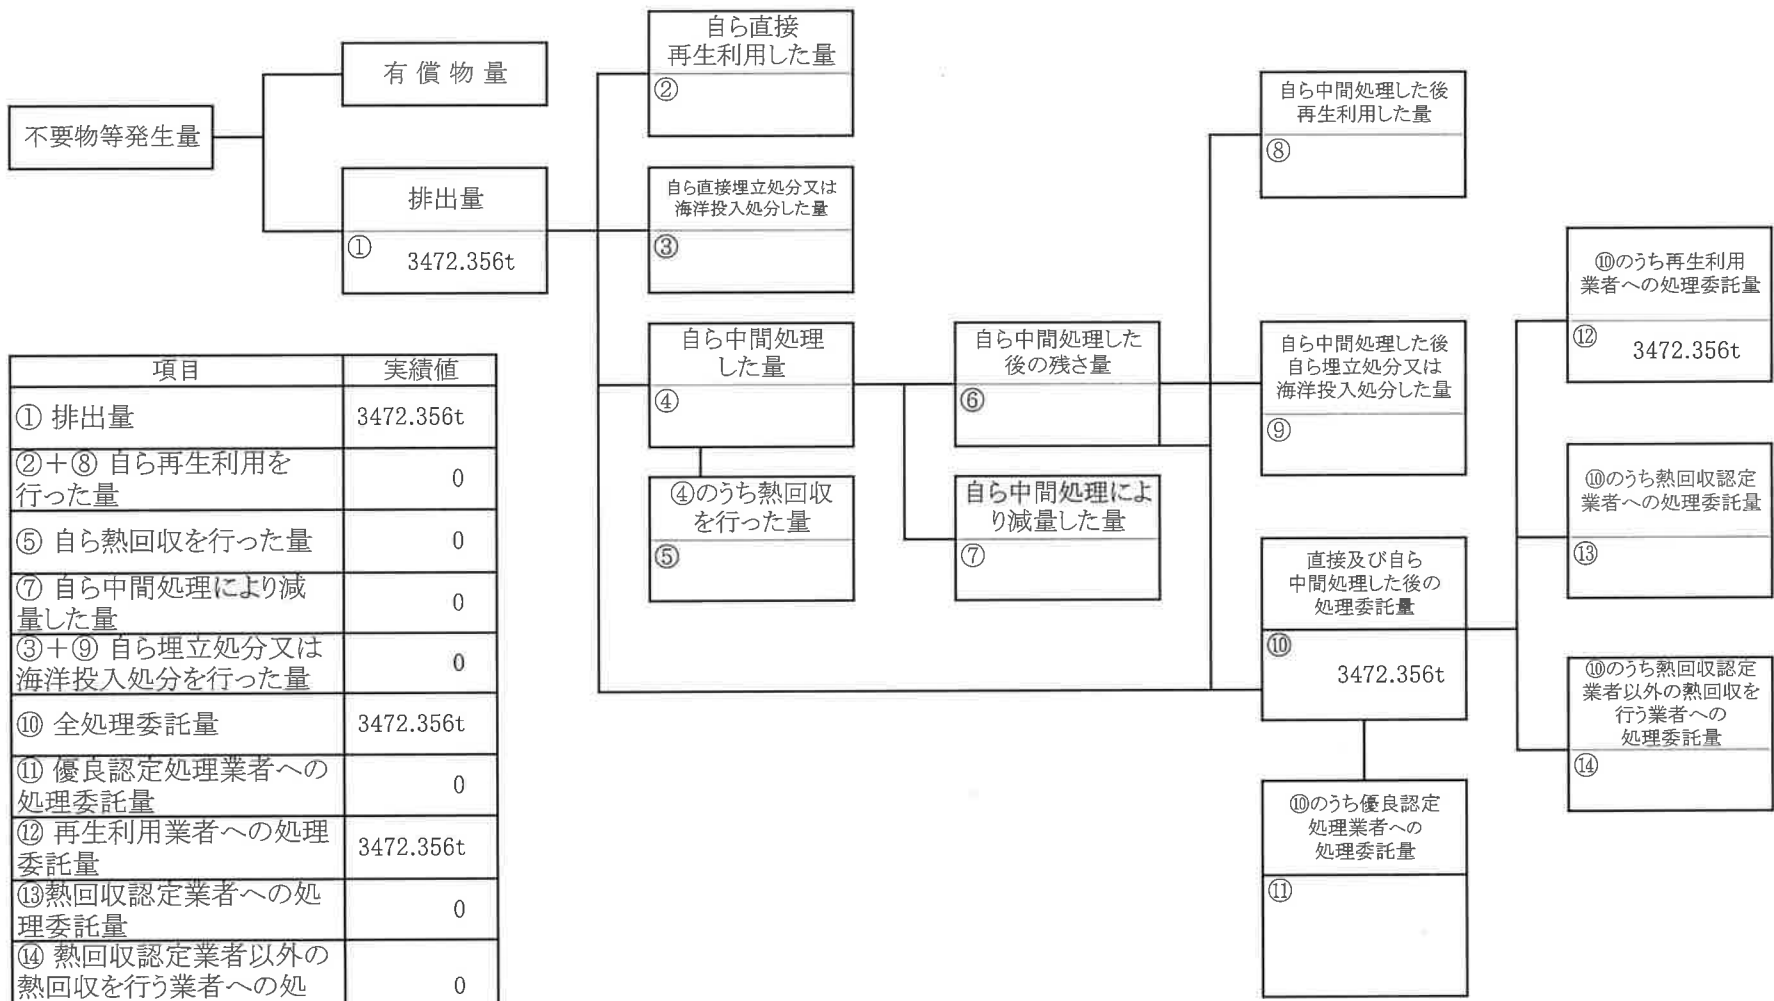 不要物等発生量
有償物量
排出量
①
3472.356t
自ら直接
再生利用した量
②
自ら直接埋立処分又は
海洋投入処分した量
③
自ら中間処理
した量
④
④のうち熱回収
を行った量
⑤
自ら中間処理した
後の残さ量
⑥
自ら中間処理によ
り減量した量
⑦
自ら中間処理した後
再生利用した量
⑧
自ら中間処理した後
自ら埋立処分又は
海洋投入処分した量
⑨
直接及び自ら
中間処理した後の
処理委託量
⑩
3472.356t
⑩のうち優良認定
処理業者への
処理委託量
⑪
⑩のうち再生利用
業者への処理委託量
⑫
3472.356t
⑩のうち熱回収認定
業者への処理委託量
⑬
⑩のうち熱回収認定
業者以外の熱回収を
行う業者への
処理委託量
⑭
項目 実績値
① 排出量 3472.356t
②+⑧ 自ら再生利用を
行った量 0
⑤ 自ら熱回収を行った量 0
⑦ 自ら中間処理により減
量した量 0
③+⑨ 自ら埋立処分又は
海洋投入処分を行った量 0
⑩ 全処理委託量 3472.356t
⑪ 優良認定処理業者への
処理委託量 0
⑫ 再生利用業者への処理
委託量 3472.356t
⑬熱回収認定業者への処
理委託量 0
⑭ 熱回収認定業者以外の
熱回収を行う業者への処 0